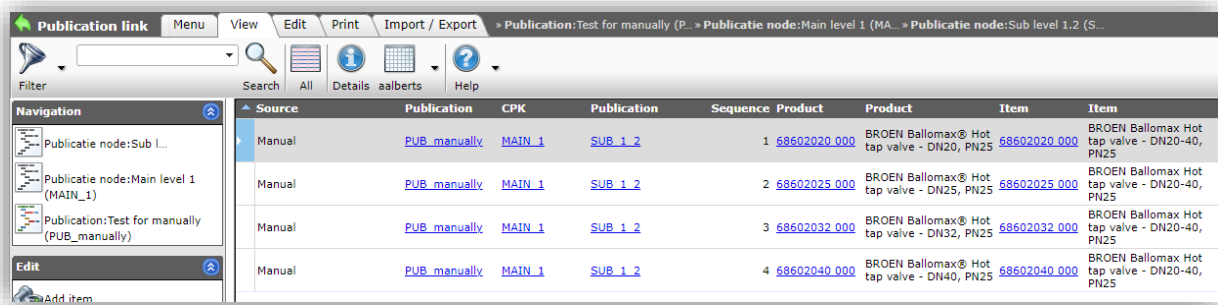 Publication link Menu View Edit Print Import / Export » Publication:Test for manually (P... » Publicatie node:Main level 1 (MA... » Publicatie node:Sub level 1.2 (S...
Filter Search All Details aalberts Help
Navigation
Publicatie node:Sub l...
Publicatie node:Main level 1
(MAIN_1)
Publication:Test for manually
(PUB_manually)
Edit
Add item
Source Publication CPK Publication Sequence Product Product Item Item
Manual PUB_manually MAIN_1 SUB_1_2 1 68602020 000 BROEN Ballomax® Hot tap valve - DN20, PN25 68602020 000 BROEN Ballomax Hot tap valve - DN20-40, PN25
Manual PUB_manually MAIN_1 SUB_1_2 2 68602025 000 BROEN Ballomax® Hot tap valve - DN25, PN25 68602025 000 BROEN Ballomax Hot tap valve - DN20-40, PN25
Manual PUB_manually MAIN_1 SUB_1_2 3 68602032 000 BROEN Ballomax® Hot tap valve - DN32, PN25 68602032 000 BROEN Ballomax Hot tap valve - DN20-40, PN25
Manual PUB_manually MAIN_1 SUB_1_2 4 68602040 000 BROEN Ballomax® Hot tap valve - DN40, PN25 68602040 000 BROEN Ballomax Hot tap valve - DN20-40, PN25